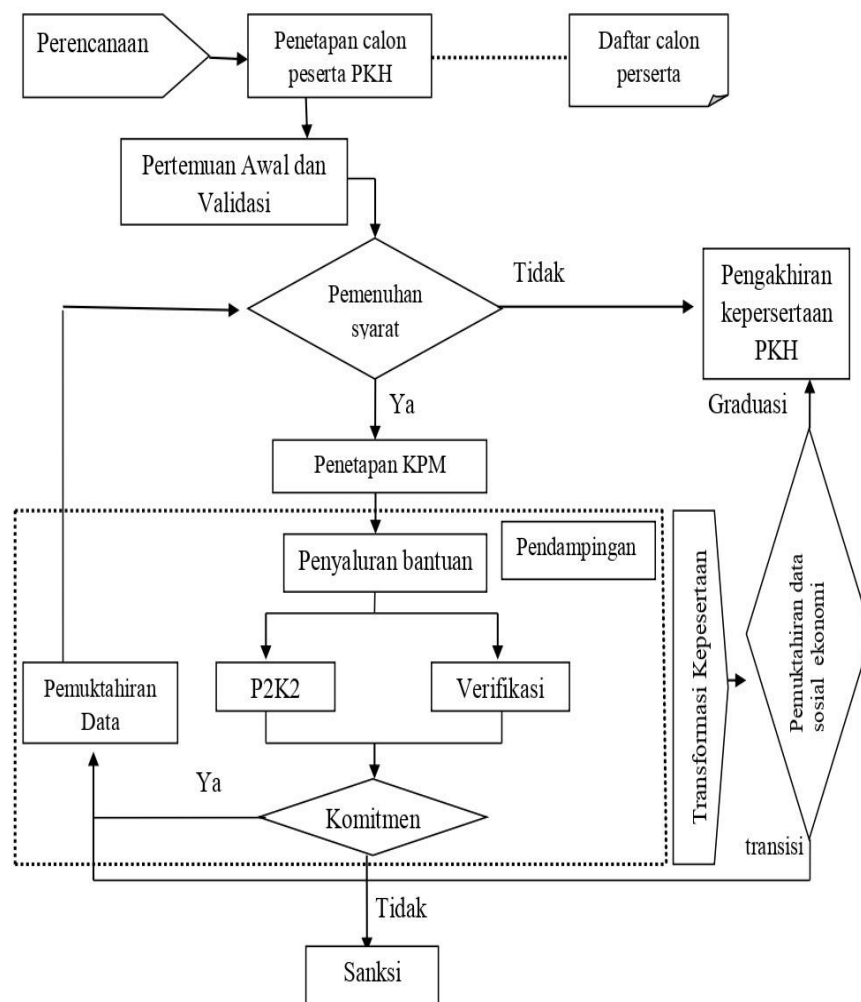 Perencanaan
Penetapan calon
peserta PKH
Daftar calon
perserta
Pertemuan Awal dan
Validasi
Pemenuhan
syarat
Tidak
Pengakhiran
kepersertaan
PKH
Ya
Graduasi
Penetapan KPM
Penyaluran bantuan
Pendampingan
Transformasi Kepesertaan
Pemuktahiran data
sosial ekonomi
Pemuktahiran
Data
P2K2
Verifikasi
Ya
Komitmen
transisi
Tidak
Sanksi